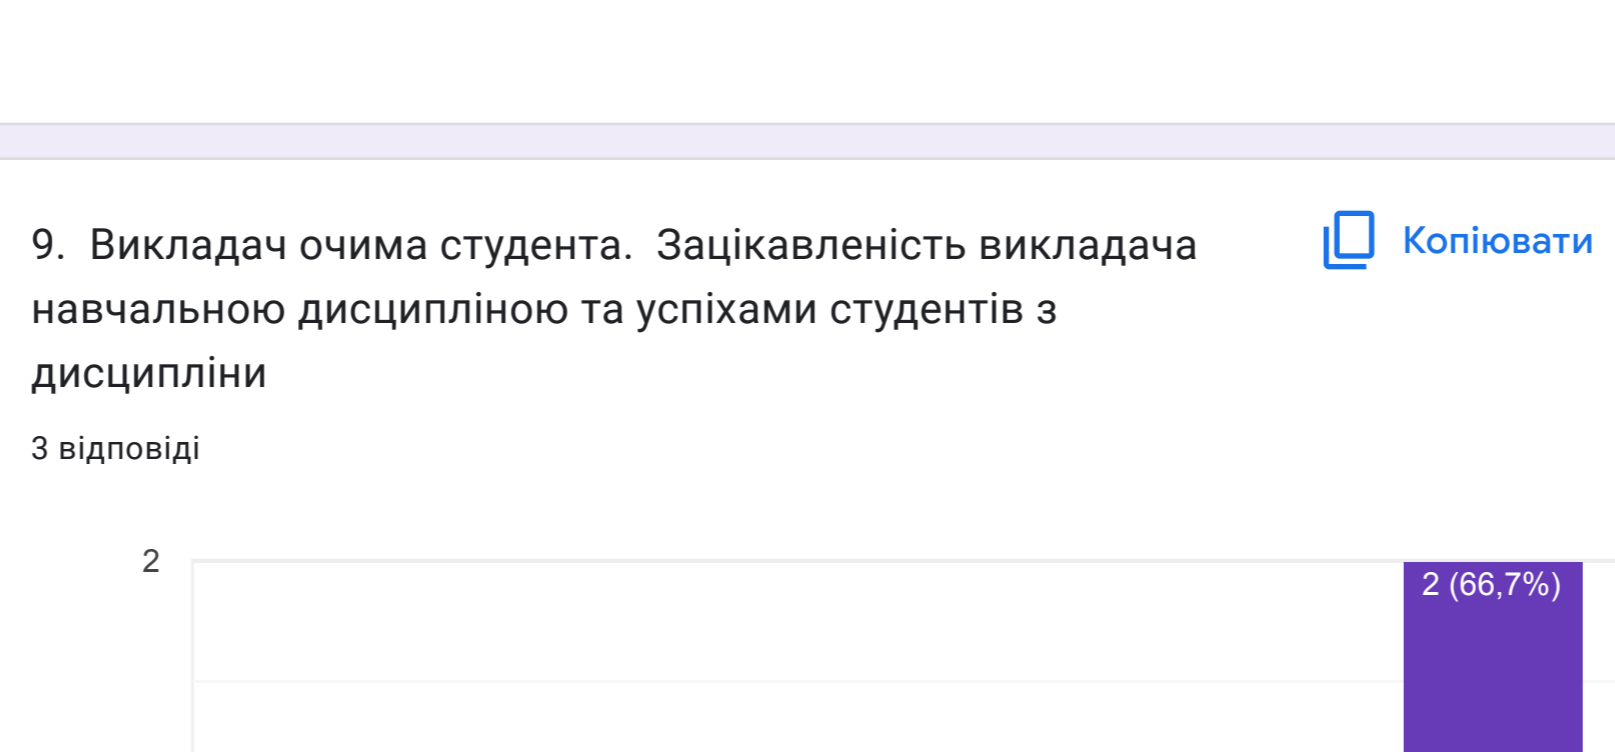 9.  Викладач очима студента.  Зацікавленість викладача
навчальною дисципліною та успіхами студентів з
дисципліни
Копіювати
3 відповіді
2
2 (66,7%)